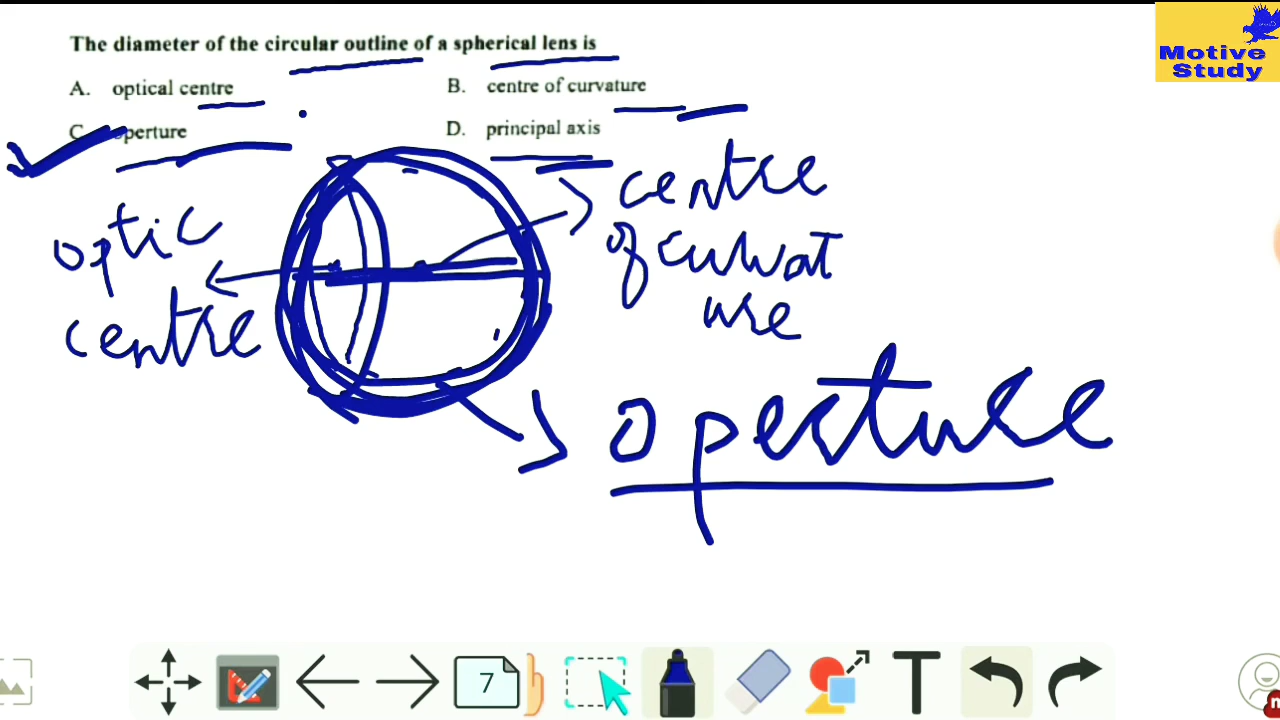 Motive
Study
The diameter of the circular outline of a spherical lens is
A. optical centre
B. centre of curvature
C. aperture
D. principal axis
optic
centre
centre
of curvat
ure
operture
7
T